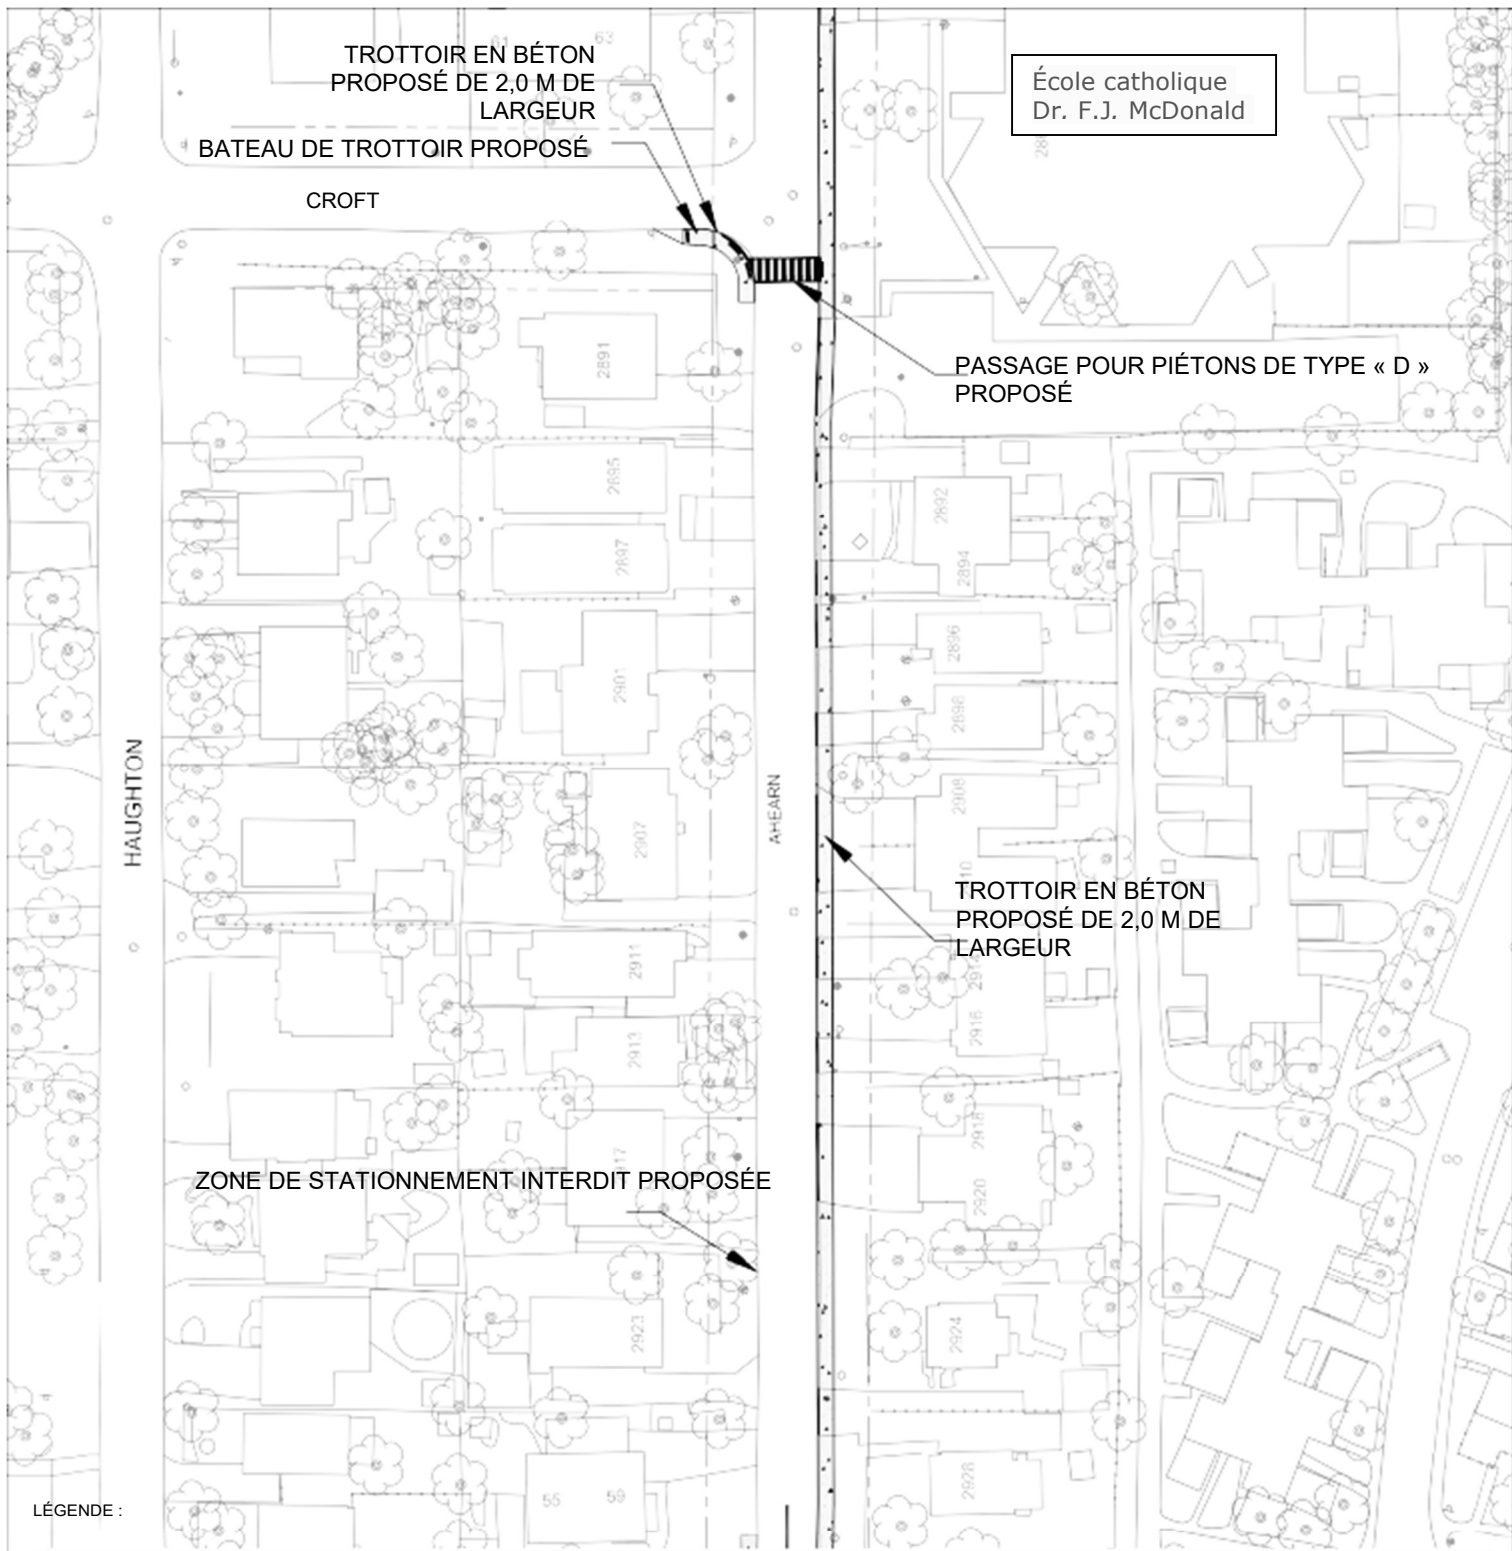 61
63
TROTTOIR EN BÉTON
PROPOSÉ DE 2,0 M DE
LARGEUR
École catholique
Dr. F.J. McDonald
BATEAU DE TROTTOIR PROPOSÉ
CROFT
PASSAGE POUR PIÉTONS DE TYPE « D »
PROPOSÉ
2891
2895
2892
2897
2894
2896
2901
2898
HAUGHTON
AHEARN
2908
2907
TROTTOIR EN BÉTON
PROPOSÉ DE 2,0 M DE
LARGEUR
2911
2916
2913
2918
ZONE DE STATIONNEMENT INTERDIT PROPOSÉE
2920
2923
2924
2928
55
59
LÉGENDE :